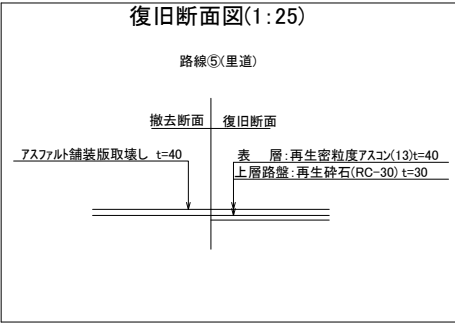 復旧断面図(1:25)
路線⑤(里道)
撤去断面 復旧断面
アスファルト舗装版取壊し t=40
表 層:再生密粒度アスコン(13)t=40
上層路盤:再生砕石(RC-30) t=30